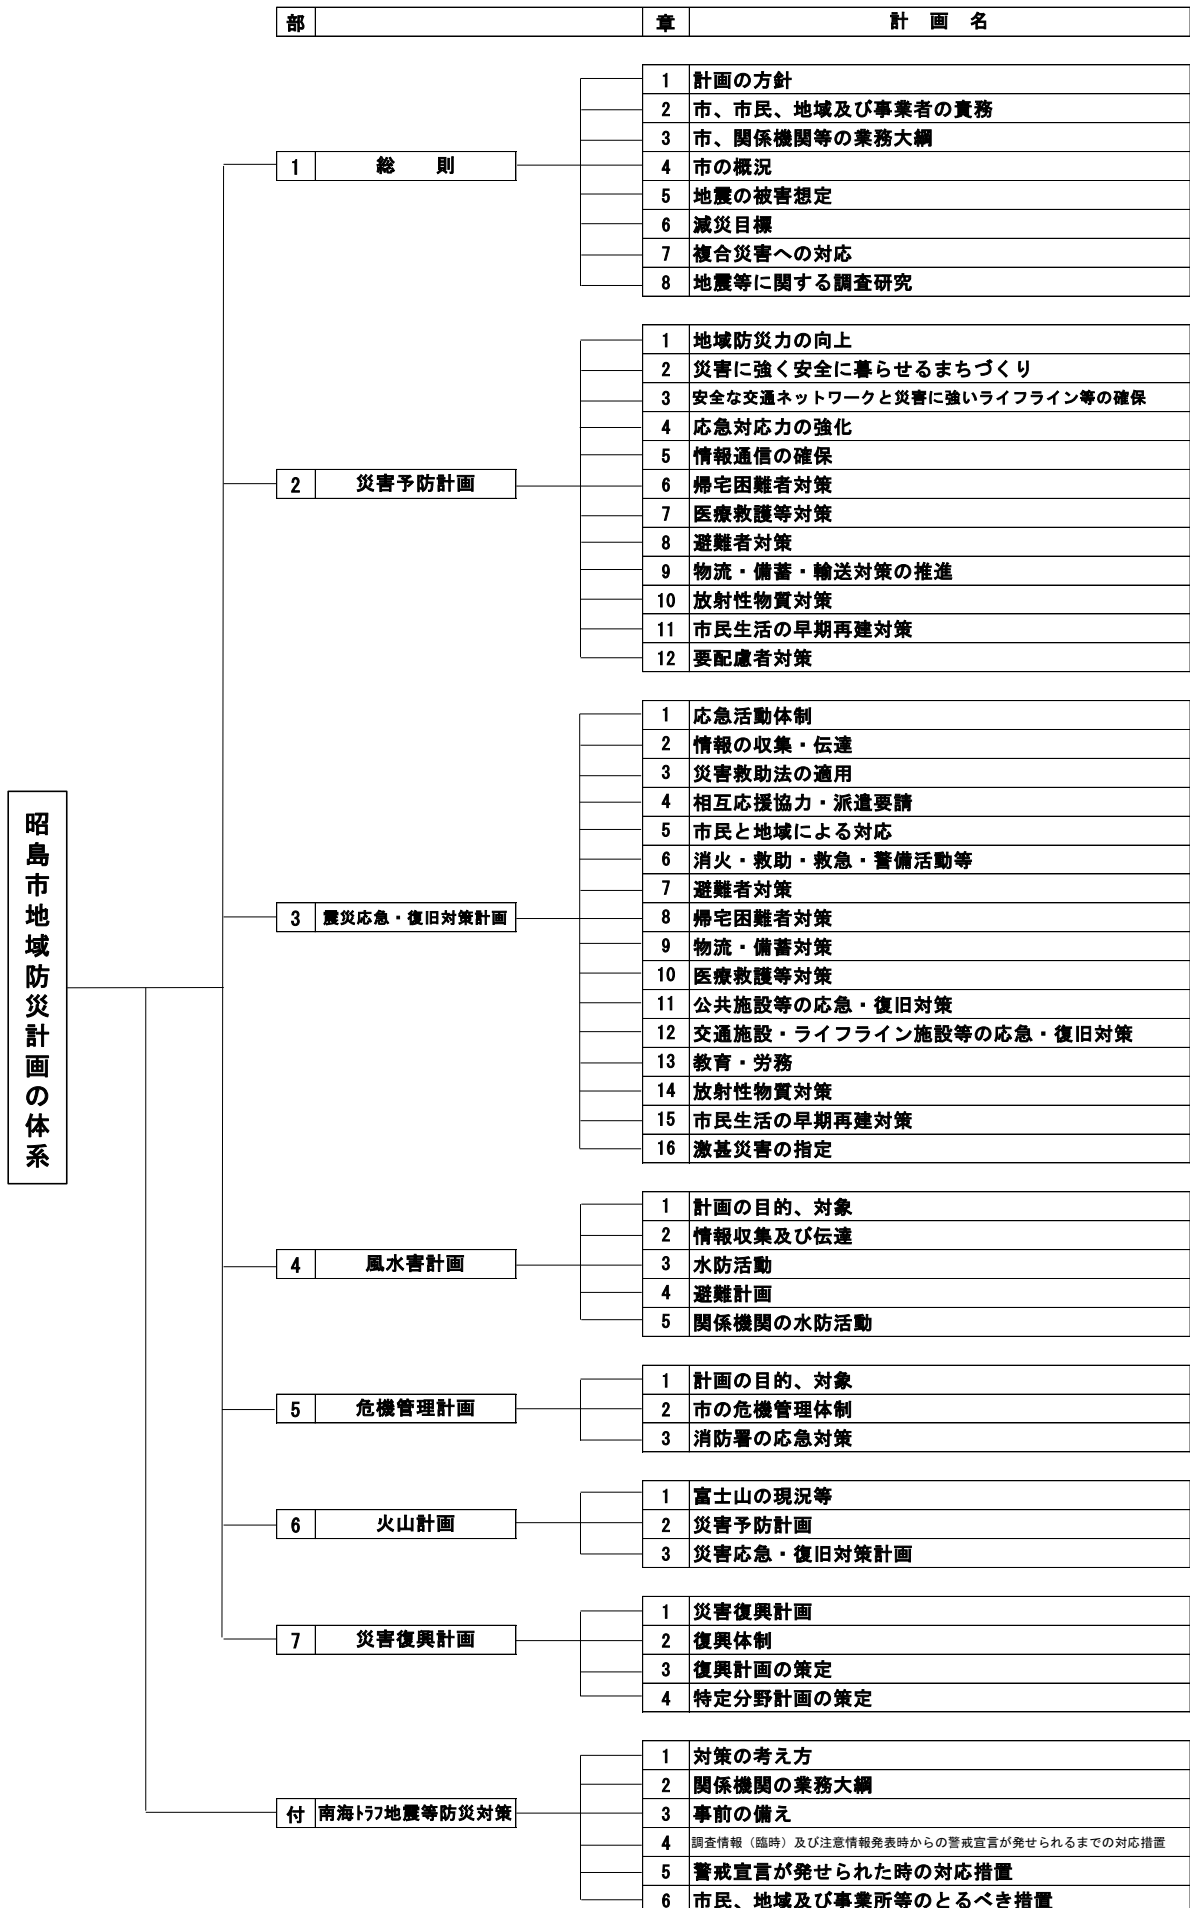 部 章 計 画 名
昭島市地域防災計画の体系
1 総 則
1 計画の方針
2 市、市民、地域及び事業者の責務
3 市、関係機関等の業務大綱
4 市の概況
5 地震の被害想定
6 減災目標
7 複合災害への対応
8 地震等に関する調査研究
2 災害予防計画
1 地域防災力の向上
2 災害に強く安全に暮らせるまちづくり
3 安全な交通ネットワークと災害に強いライフライン等の確保
4 応急対応力の強化
5 情報通信の確保
6 帰宅困難者対策
7 医療救護等対策
8 避難者対策
9 物流・備蓄・輸送対策の推進
10 放射性物質対策
11 市民生活の早期再建対策
12 要配慮者対策
3 震災応急・復旧対策計画
1 応急活動体制
2 情報の収集・伝達
3 災害救助法の適用
4 相互応援協力・派遣要請
5 市民と地域による対応
6 消火・救助・救急・警備活動等
7 避難者対策
8 帰宅困難者対策
9 物流・備蓄対策
10 医療救護等対策
11 公共施設等の応急・復旧対策
12 交通施設・ライフライン施設等の応急・復旧対策
13 教育・労務
14 放射性物質対策
15 市民生活の早期再建対策
16 激甚災害の指定
4 風水害計画
1 計画の目的、対象
2 情報収集及び伝達
3 水防活動
4 避難計画
5 関係機関の水防活動
5 危機管理計画
1 計画の目的、対象
2 市の危機管理体制
3 消防署の応急対策
6 火山計画
1 富士山の現況等
2 災害予防計画
3 災害応急・復旧対策計画
7 災害復興計画
1 災害復興計画
2 復興体制
3 復興計画の策定
4 特定分野計画の策定
付 南海ﾄﾗﾌ地震等防災対策
1 対策の考え方
2 関係機関の業務大綱
3 事前の備え
4 調査情報（臨時）及び注意情報発表時からの警戒宣言が発せられるまでの対応措置
5 警戒宣言が発せられた時の対応措置
6 市民、地域及び事業所等のとるべき措置